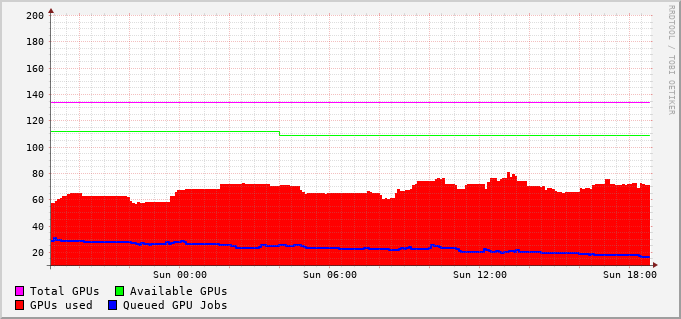 200
180
160
140
120
100
80
60
40
20
Sun 00:00 Sun 06:00 Sun 12:00 Sun 18:00
Total GPUs Available GPUs
GPUs used Queued GPU Jobs
RRDTOOL / TOBI OETIKER